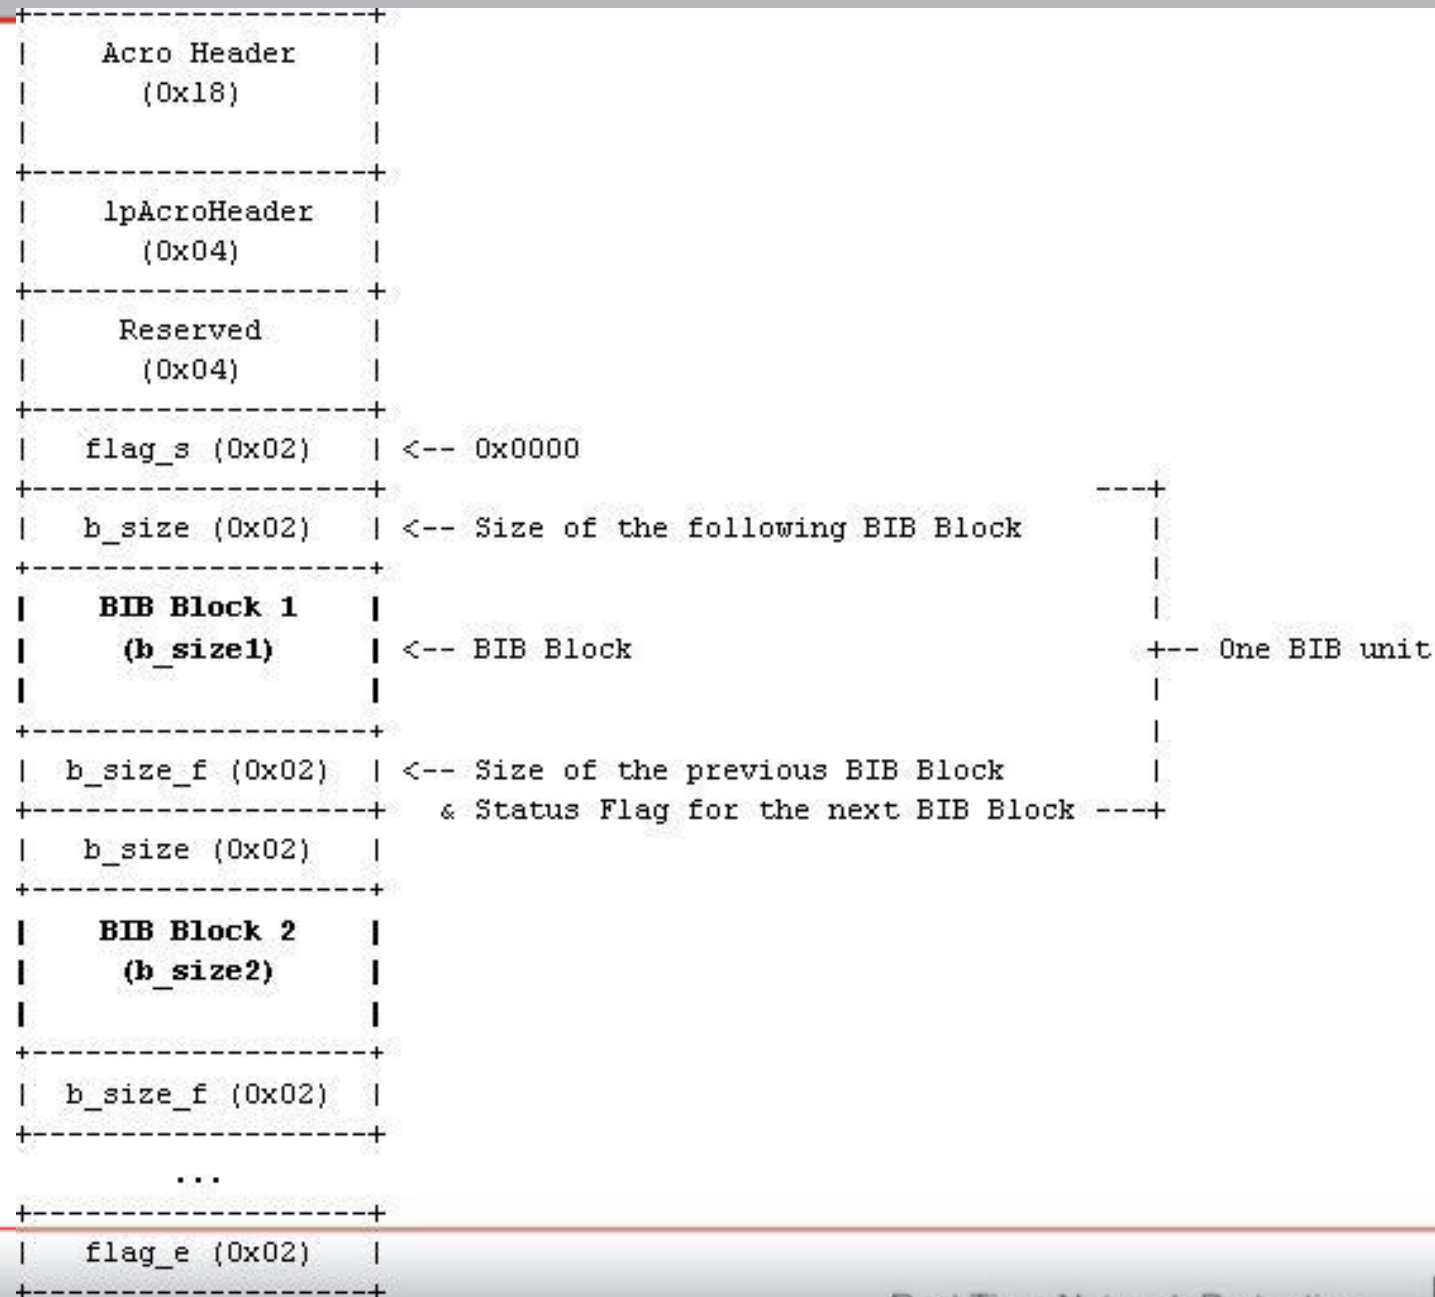 +-------------------+
| Acro Header |
| (0x18) |
| |
+-------------------+
| lpAcroHeader |
| (0x04) |
+------------------ +
| Reserved |
| (0x04) |
+-------------------+
| flag_s (0x02) | <-- 0x0000
+-------------------+ ---+
| b_size (0x02) | <-- Size of the following BIB Block |
+-------------------+ |
| BIB Block 1 | |
| (b_size1) | <-- BIB Block +-- One BIB unit
| | |
+-------------------+ |
| b_size_f (0x02) | <-- Size of the previous BIB Block |
+-------------------+ & Status Flag for the next BIB Block ---+
| b_size (0x02) |
+-------------------+
| BIB Block 2 |
| (b_size2) |
| |
+-------------------+
| b_size_f (0x02) |
+-------------------+
...
+-------------------+
| flag_e (0x02) |
+-------------------+